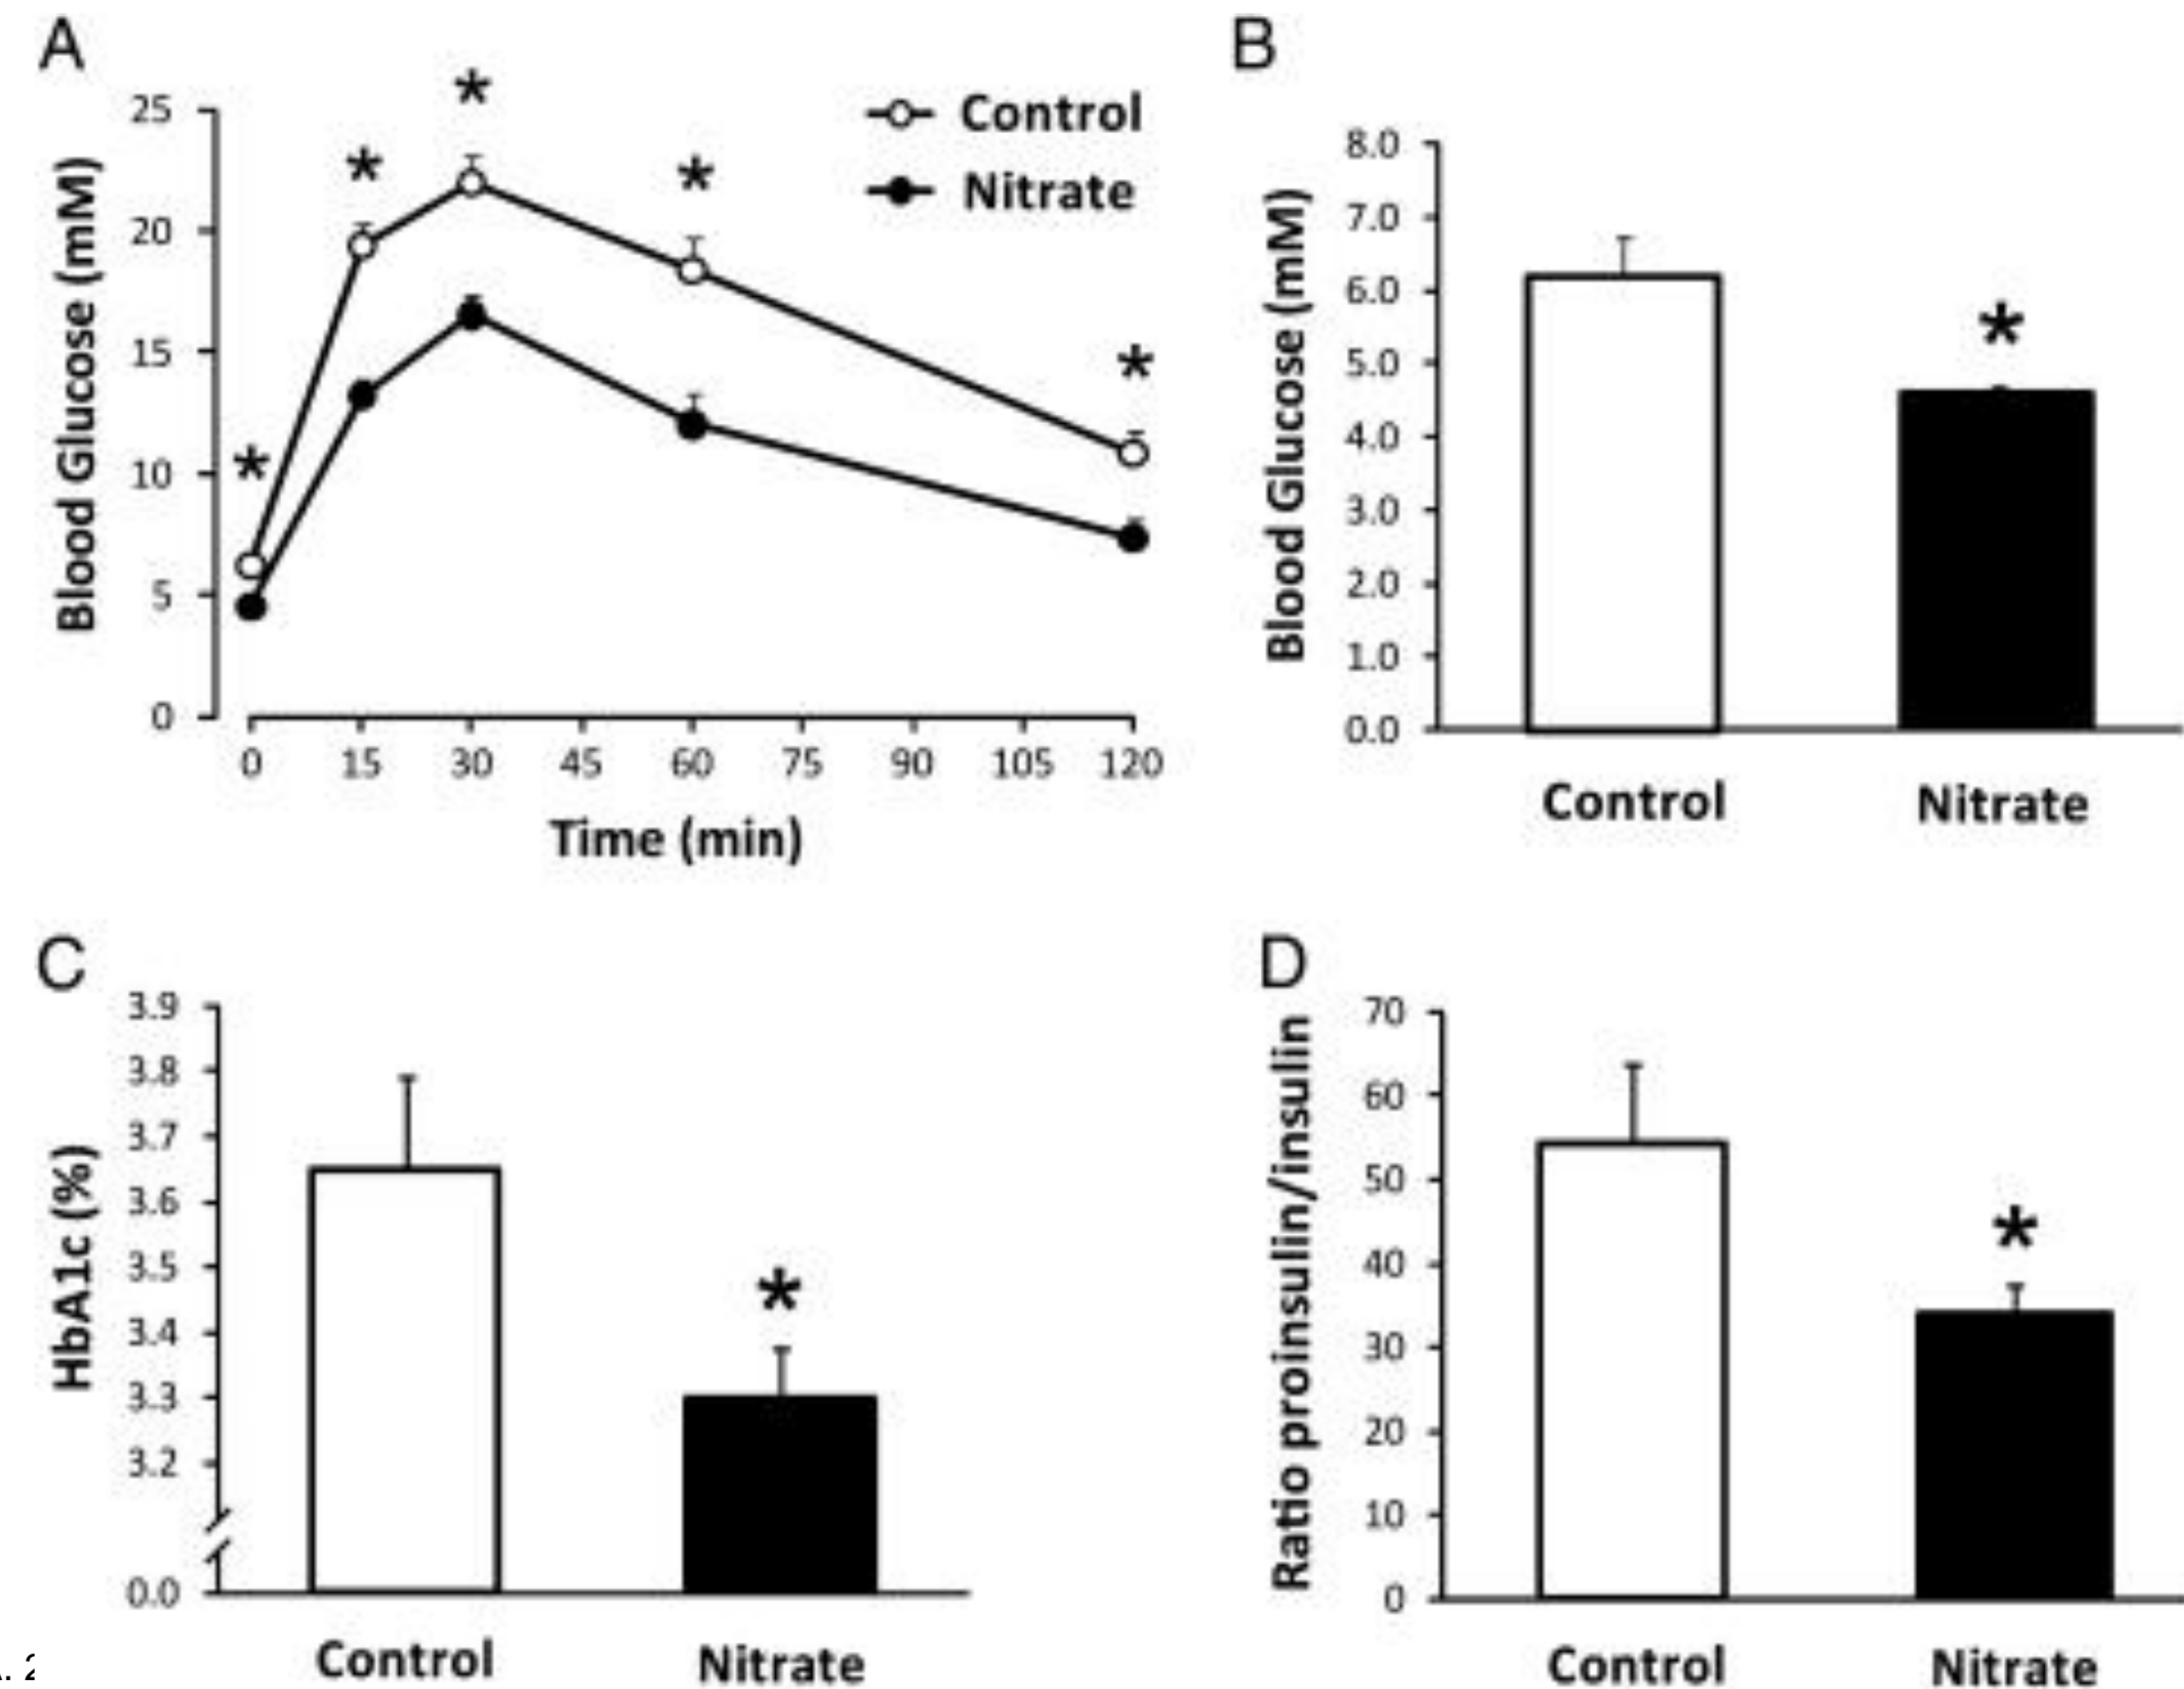 A
*
*
*
*
*
Control
Nitrate
Blood Glucose (mM)
25
20
15
10
5
0
0 15 30 45 60 75 90 105 120
Time (min)
B
Blood Glucose (mM)
8.0
7.0
6.0
5.0
4.0
3.0
2.0
1.0
0.0
*
Control Nitrate
C
HbA1c (%)
3.9
3.8
3.7
3.6
3.5
3.4
3.3
3.2
0.0
*
Control Nitrate
D
Ratio proinsulin/insulin
70
60
50
40
30
20
10
0
*
Control Nitrate